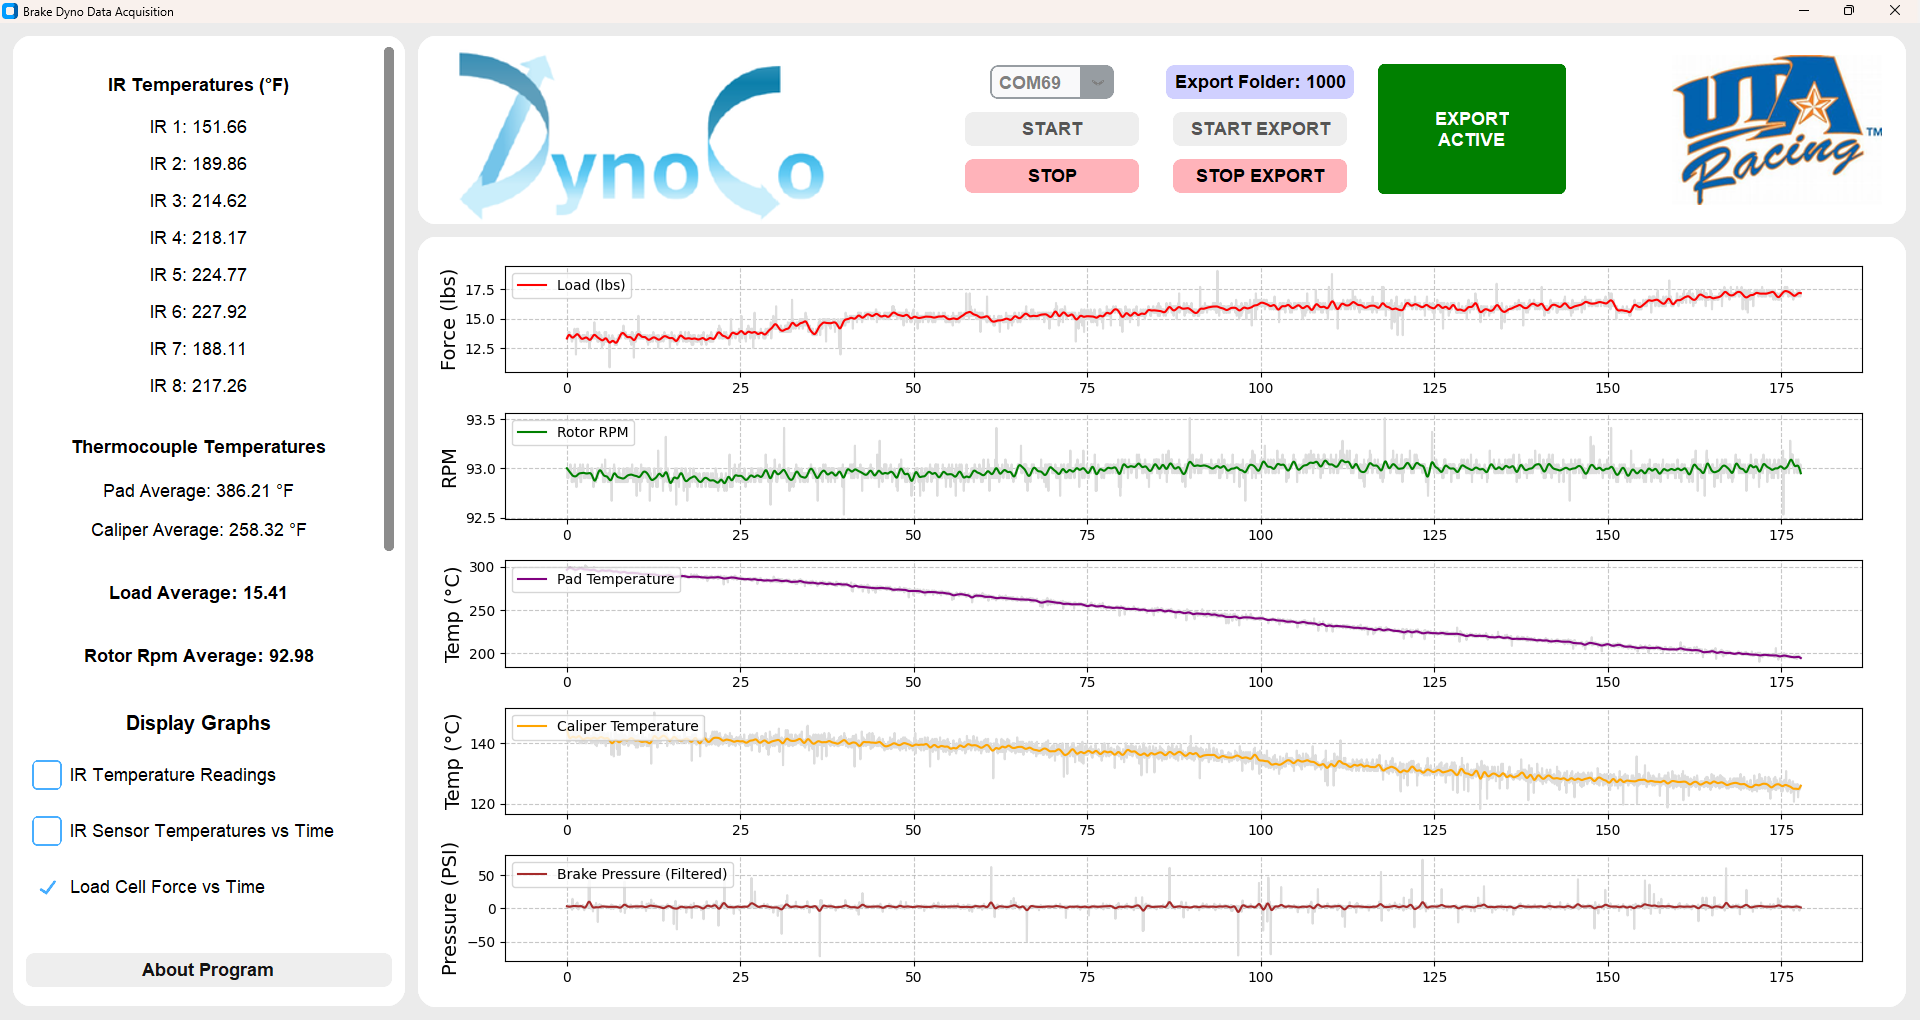 Brake Dyno Data Acquisition
IR Temperatures (°F)
IR 1: 151.66
IR 2: 189.86
IR 3: 214.62
IR 4: 218.17
IR 5: 224.77
IR 6: 227.92
IR 7: 188.11
IR 8: 217.26
Thermocouple Temperatures
Pad Average: 386.21 °F
Caliper Average: 258.32 °F
Load Average: 15.41
Rotor Rpm Average: 92.98
Display Graphs
IR Temperature Readings
IR Sensor Temperatures vs Time
Load Cell Force vs Time
About Program
DynoCo
COM69
START
STOP
Export Folder: 1000
START EXPORT
STOP EXPORT
EXPORT
ACTIVE
UTA
Racing
TM
Force (lbs)
Load (lbs)
17.5
15.0
12.5
0 25 50 75 100 125 150 175
RPM
Rotor RPM
93.5
93.0
92.5
0 25 50 75 100 125 150 175
Temp (°C)
Pad Temperature
300
250
200
0 25 50 75 100 125 150 175
Temp (°C)
Caliper Temperature
140
120
0 25 50 75 100 125 150 175
Pressure (PSI)
Brake Pressure (Filtered)
50
0
−50
0 25 50 75 100 125 150 175